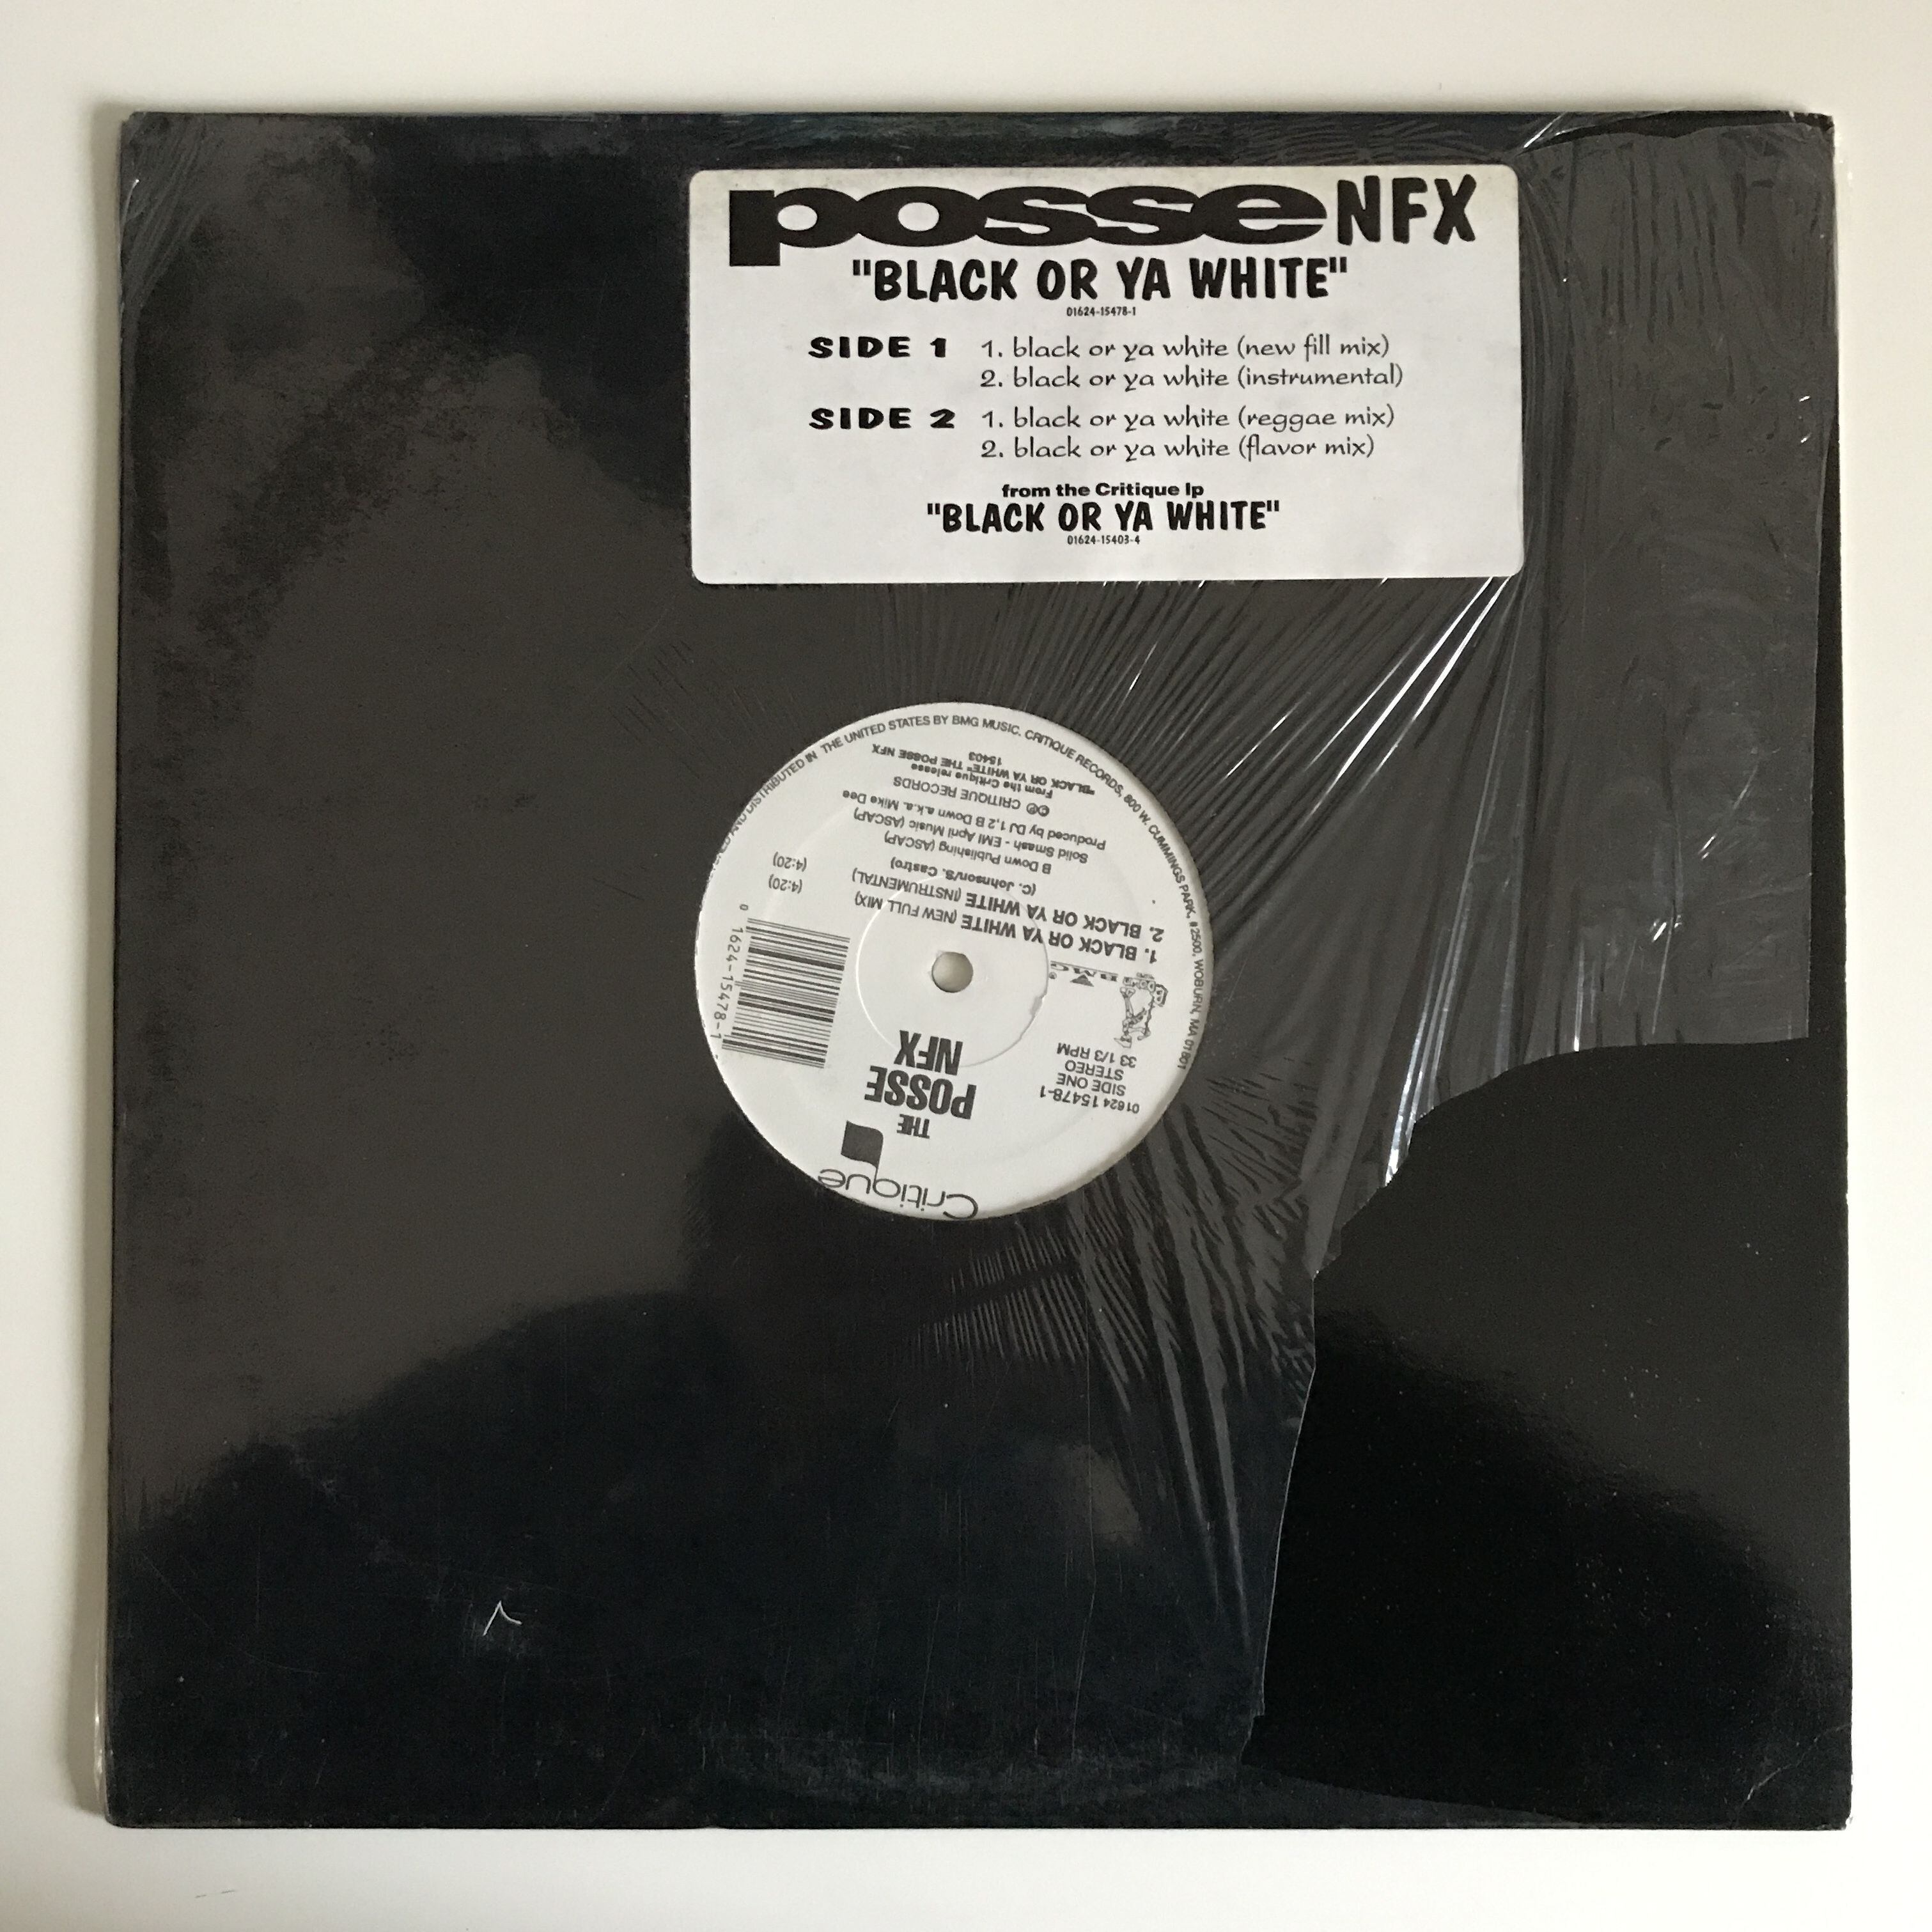 posse NFX
"BLACK OR YA WHITE"
01624-15478-1
SIDE 1 1. black or ya white (new fill mix)
2. black or ya white (instrumental)
SIDE 2 1. black or ya white (reggae mix)
2. black or ya white (flavor mix)
from the Critique lp
"BLACK OR YA WHITE"
01624-15403-4
Critique
THE
POSSE
NFX
01624 15478-1
SIDE ONE
STEREO
33 1/3 RPM
BMG
0 1624-15478-1
1. BLACK OR YA WHITE (NEW FULL MIX) (4:20)
2. BLACK OR YA WHITE (INSTRUMENTAL) (4:20)
(C. Johnson/S. Castro)
B Down Publishing (ASCAP)
Solid Smash - EMI April Music (ASCAP)
Produced by DJ 1,2 B Down a.k.a. Mike Dee
©℗ CRITIQUE RECORDS
From the Critique release
"BLACK OR YA WHITE" THE POSSE NFX
15403
AND DISTRIBUTED IN THE UNITED STATES BY BMG MUSIC. CRITIQUE RECORDS, 800 W. CUMMINGS PARK, #2500, WOBURN, MA 01801